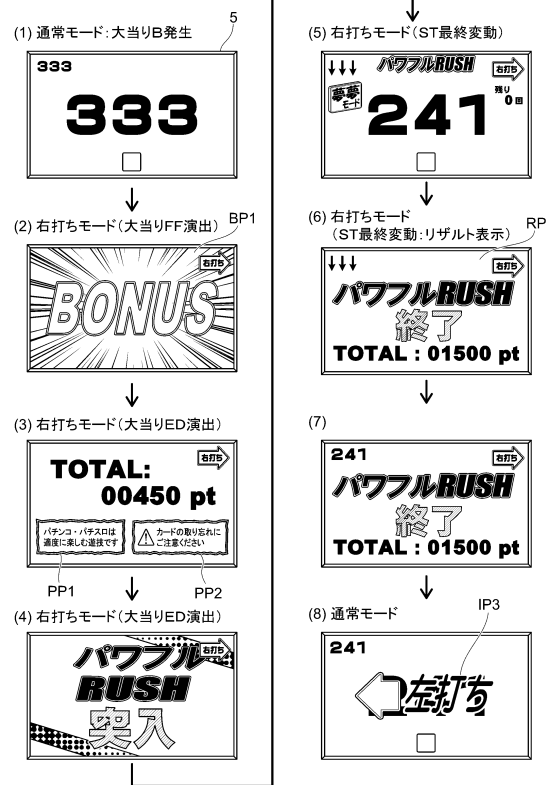 5
(1) 通常モード：大当りB発生
333
333
(2) 右打ちモード（大当りFF演出）
BP1
右打ち
BONUS
(3) 右打ちモード（大当りED演出）
右打ち
TOTAL:
00450 pt
パチンコ・パチスロは
適度に楽しむ遊技です
カードの取り忘れに
ご注意ください
PP1
PP2
(4) 右打ちモード（大当りED演出）
右打ち
パワフル
RUSH
突入
(5) 右打ちモード（ST最終変動）
↓↓↓
パワフルRUSH
右打ち
夢夢
モード
241
残り
0回
(6) 右打ちモード
（ST最終変動：リザルト表示）
RP
↓↓↓
右打ち
パワフルRUSH
終了
TOTAL : 01500 pt
(7)
241
パワフルRUSH
終了
TOTAL : 01500 pt
(8) 通常モード
IP3
241
左打ち